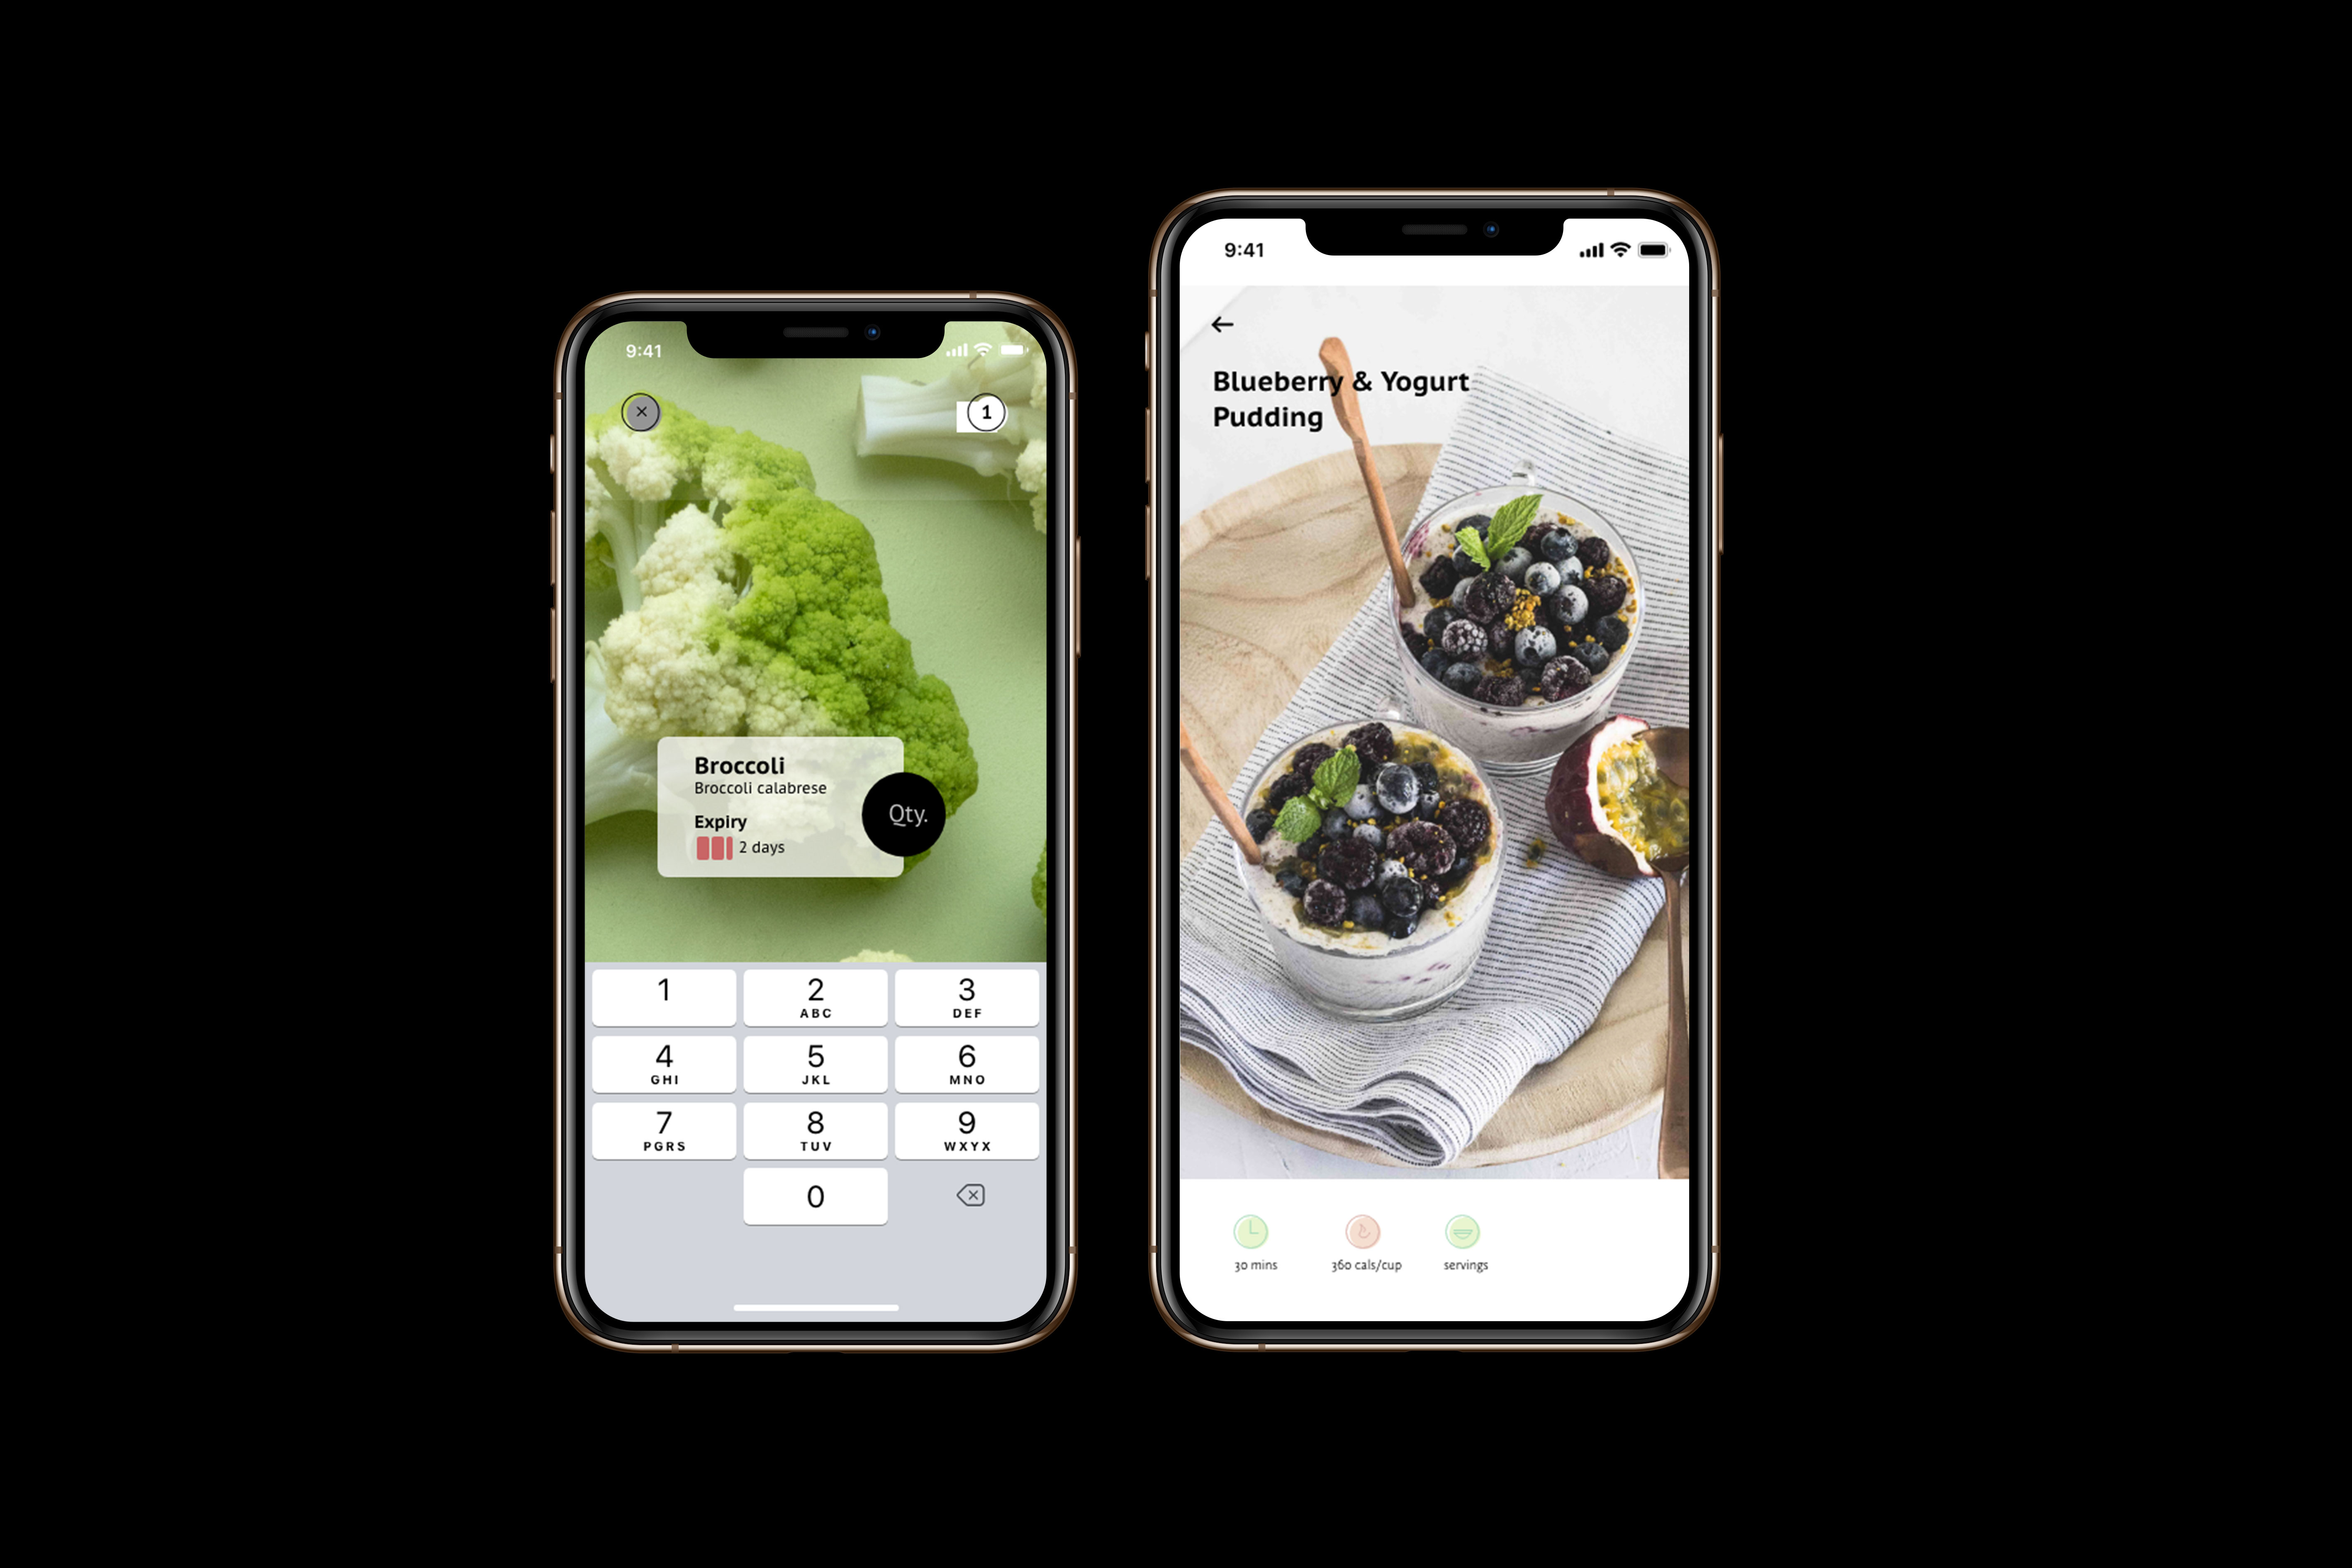 9:41
1
Broccoli
Broccoli calabrese
Expiry
2 days
Qty.
1
2
ABC
3
DEF
4
GHI
5
JKL
6
MNO
7
PGRS
8
TUV
9
WXYX
0
9:41
Blueberry & Yogurt
Pudding
30 mins
360 cals/cup
servings